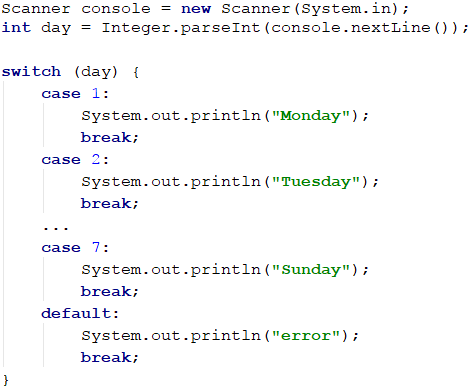 Scanner console = new Scanner(System.in);
int day = Integer.parseInt(console.nextLine());
switch (day) {
    case 1:
        System.out.println("Monday");
        break;
    case 2:
        System.out.println("Tuesday");
        break;
    ...
    case 7:
        System.out.println("Sunday");
        break;
    default:
        System.out.println("error");
        break;
}